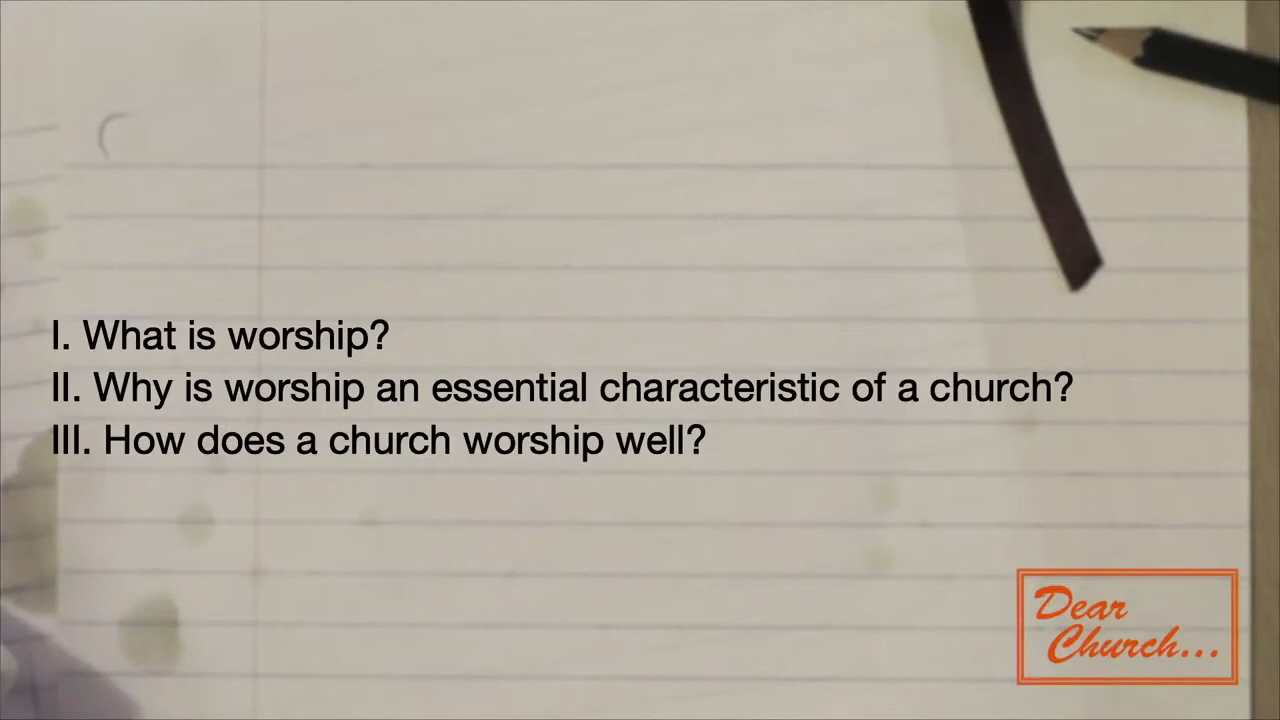 I. What is worship?
II. Why is worship an essential characteristic of a church?
III. How does a church worship well?
Dear
Church...